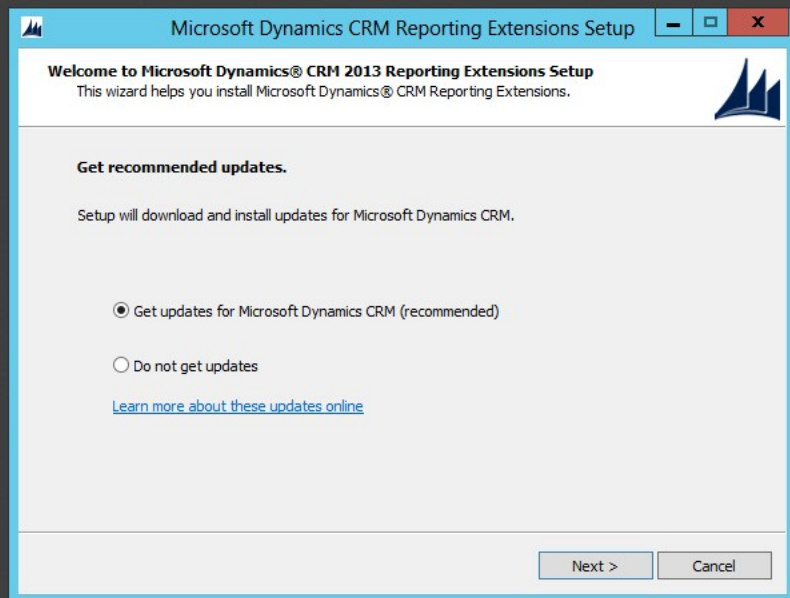 Microsoft Dynamics CRM Reporting Extensions Setup
Welcome to Microsoft Dynamics® CRM 2013 Reporting Extensions Setup
This wizard helps you install Microsoft Dynamics® CRM Reporting Extensions.
Get recommended updates.
Setup will download and install updates for Microsoft Dynamics CRM.
Get updates for Microsoft Dynamics CRM (recommended)
Do not get updates
Learn more about these updates online
Next >
Cancel